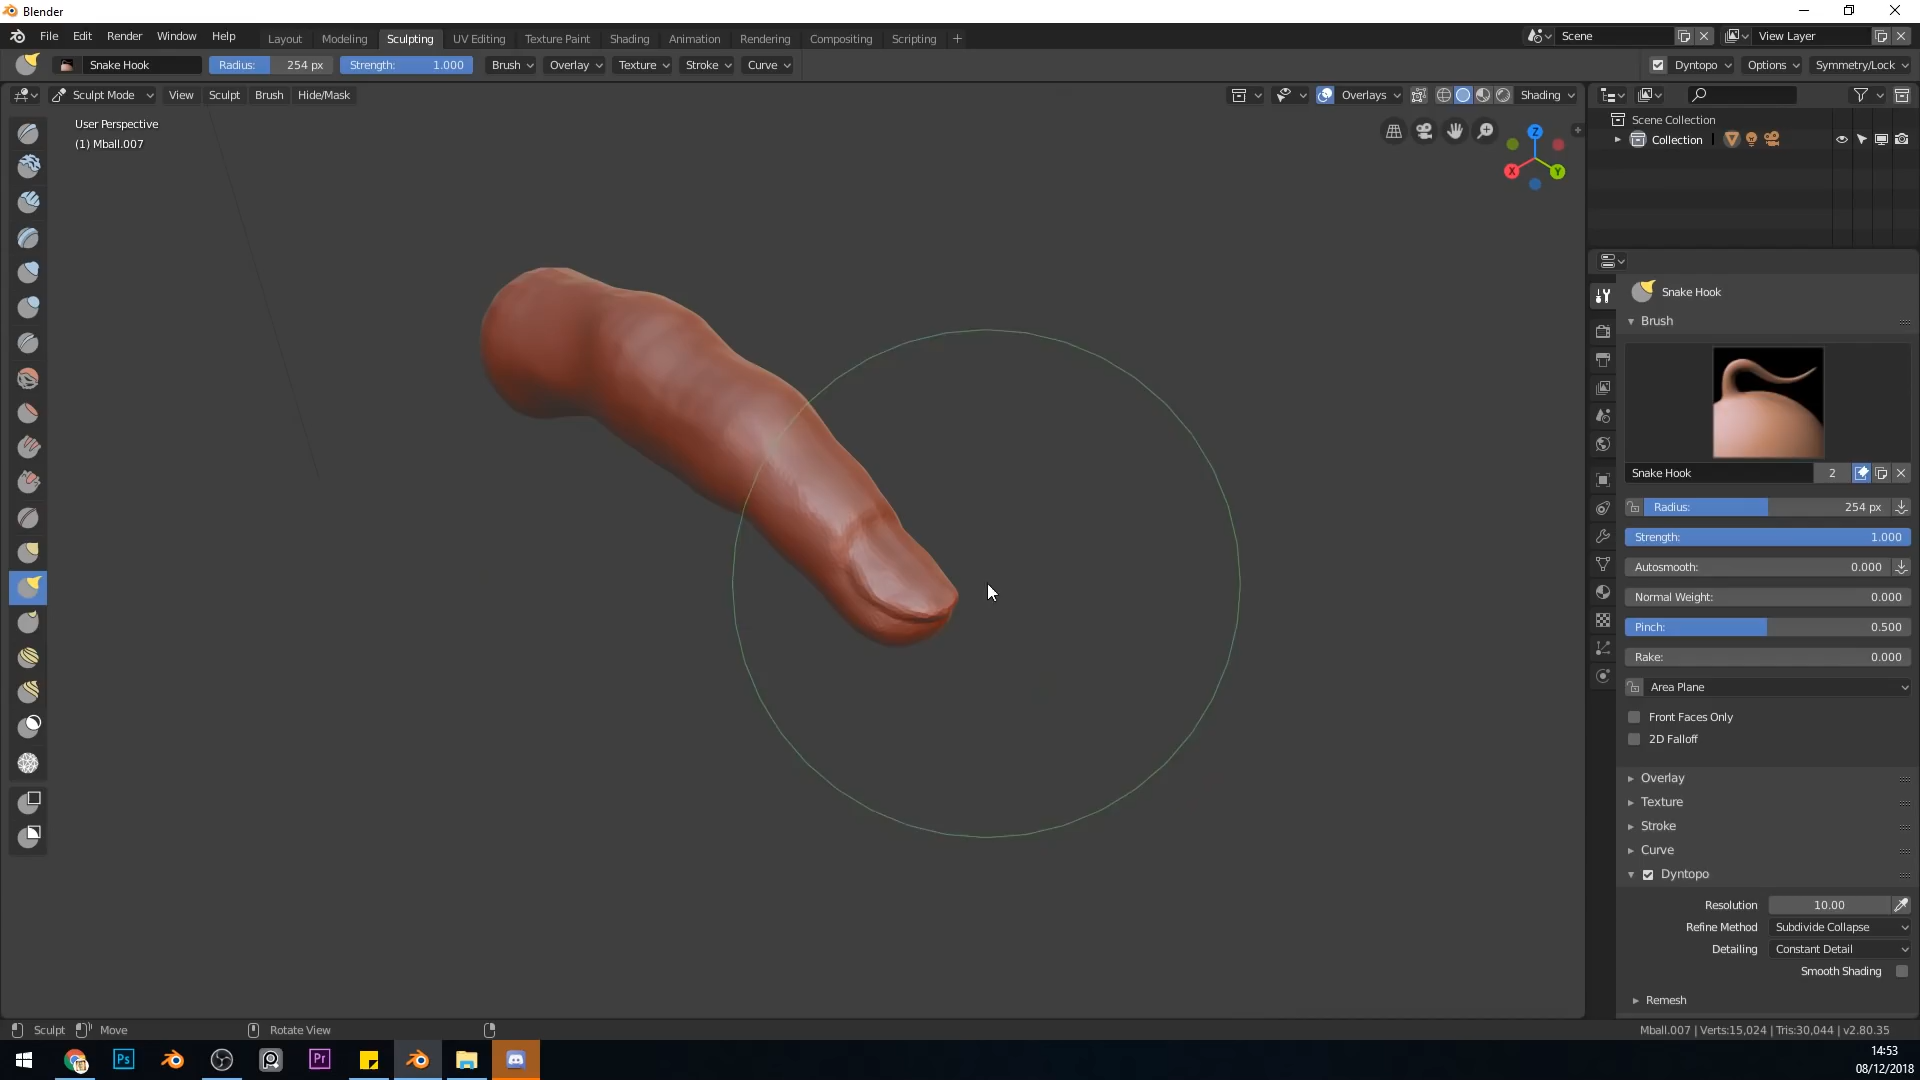 Blender
File Edit Render Window Help Layout Modeling Sculpting UV Editing Texture Paint Shading Animation Rendering Compositing Scripting + Scene View Layer
Snake Hook Radius: 254 px Strength: 1.000 Brush Overlay Texture Stroke Curve Dyntopo Options Symmetry/Lock
Sculpt Mode View Sculpt Brush Hide/Mask Overlays Shading
User Perspective
(1) Mball.007
Z
X
Y
Scene Collection
Collection
Snake Hook
Brush
Snake Hook 2
Radius: 254 px
Strength: 1.000
Autosmooth: 0.000
Normal Weight: 0.000
Pinch: 0.500
Rake: 0.000
Area Plane
Front Faces Only
2D Falloff
Overlay
Texture
Stroke
Curve
Dyntopo
Resolution 10.00
Refine Method Subdivide Collapse
Detailing Constant Detail
Smooth Shading
Remesh
Sculpt Move Rotate View Mball.007 | Verts:15,024 | Tris:30,044 | v2.80.35
Ps Pr
14:53
08/12/2018